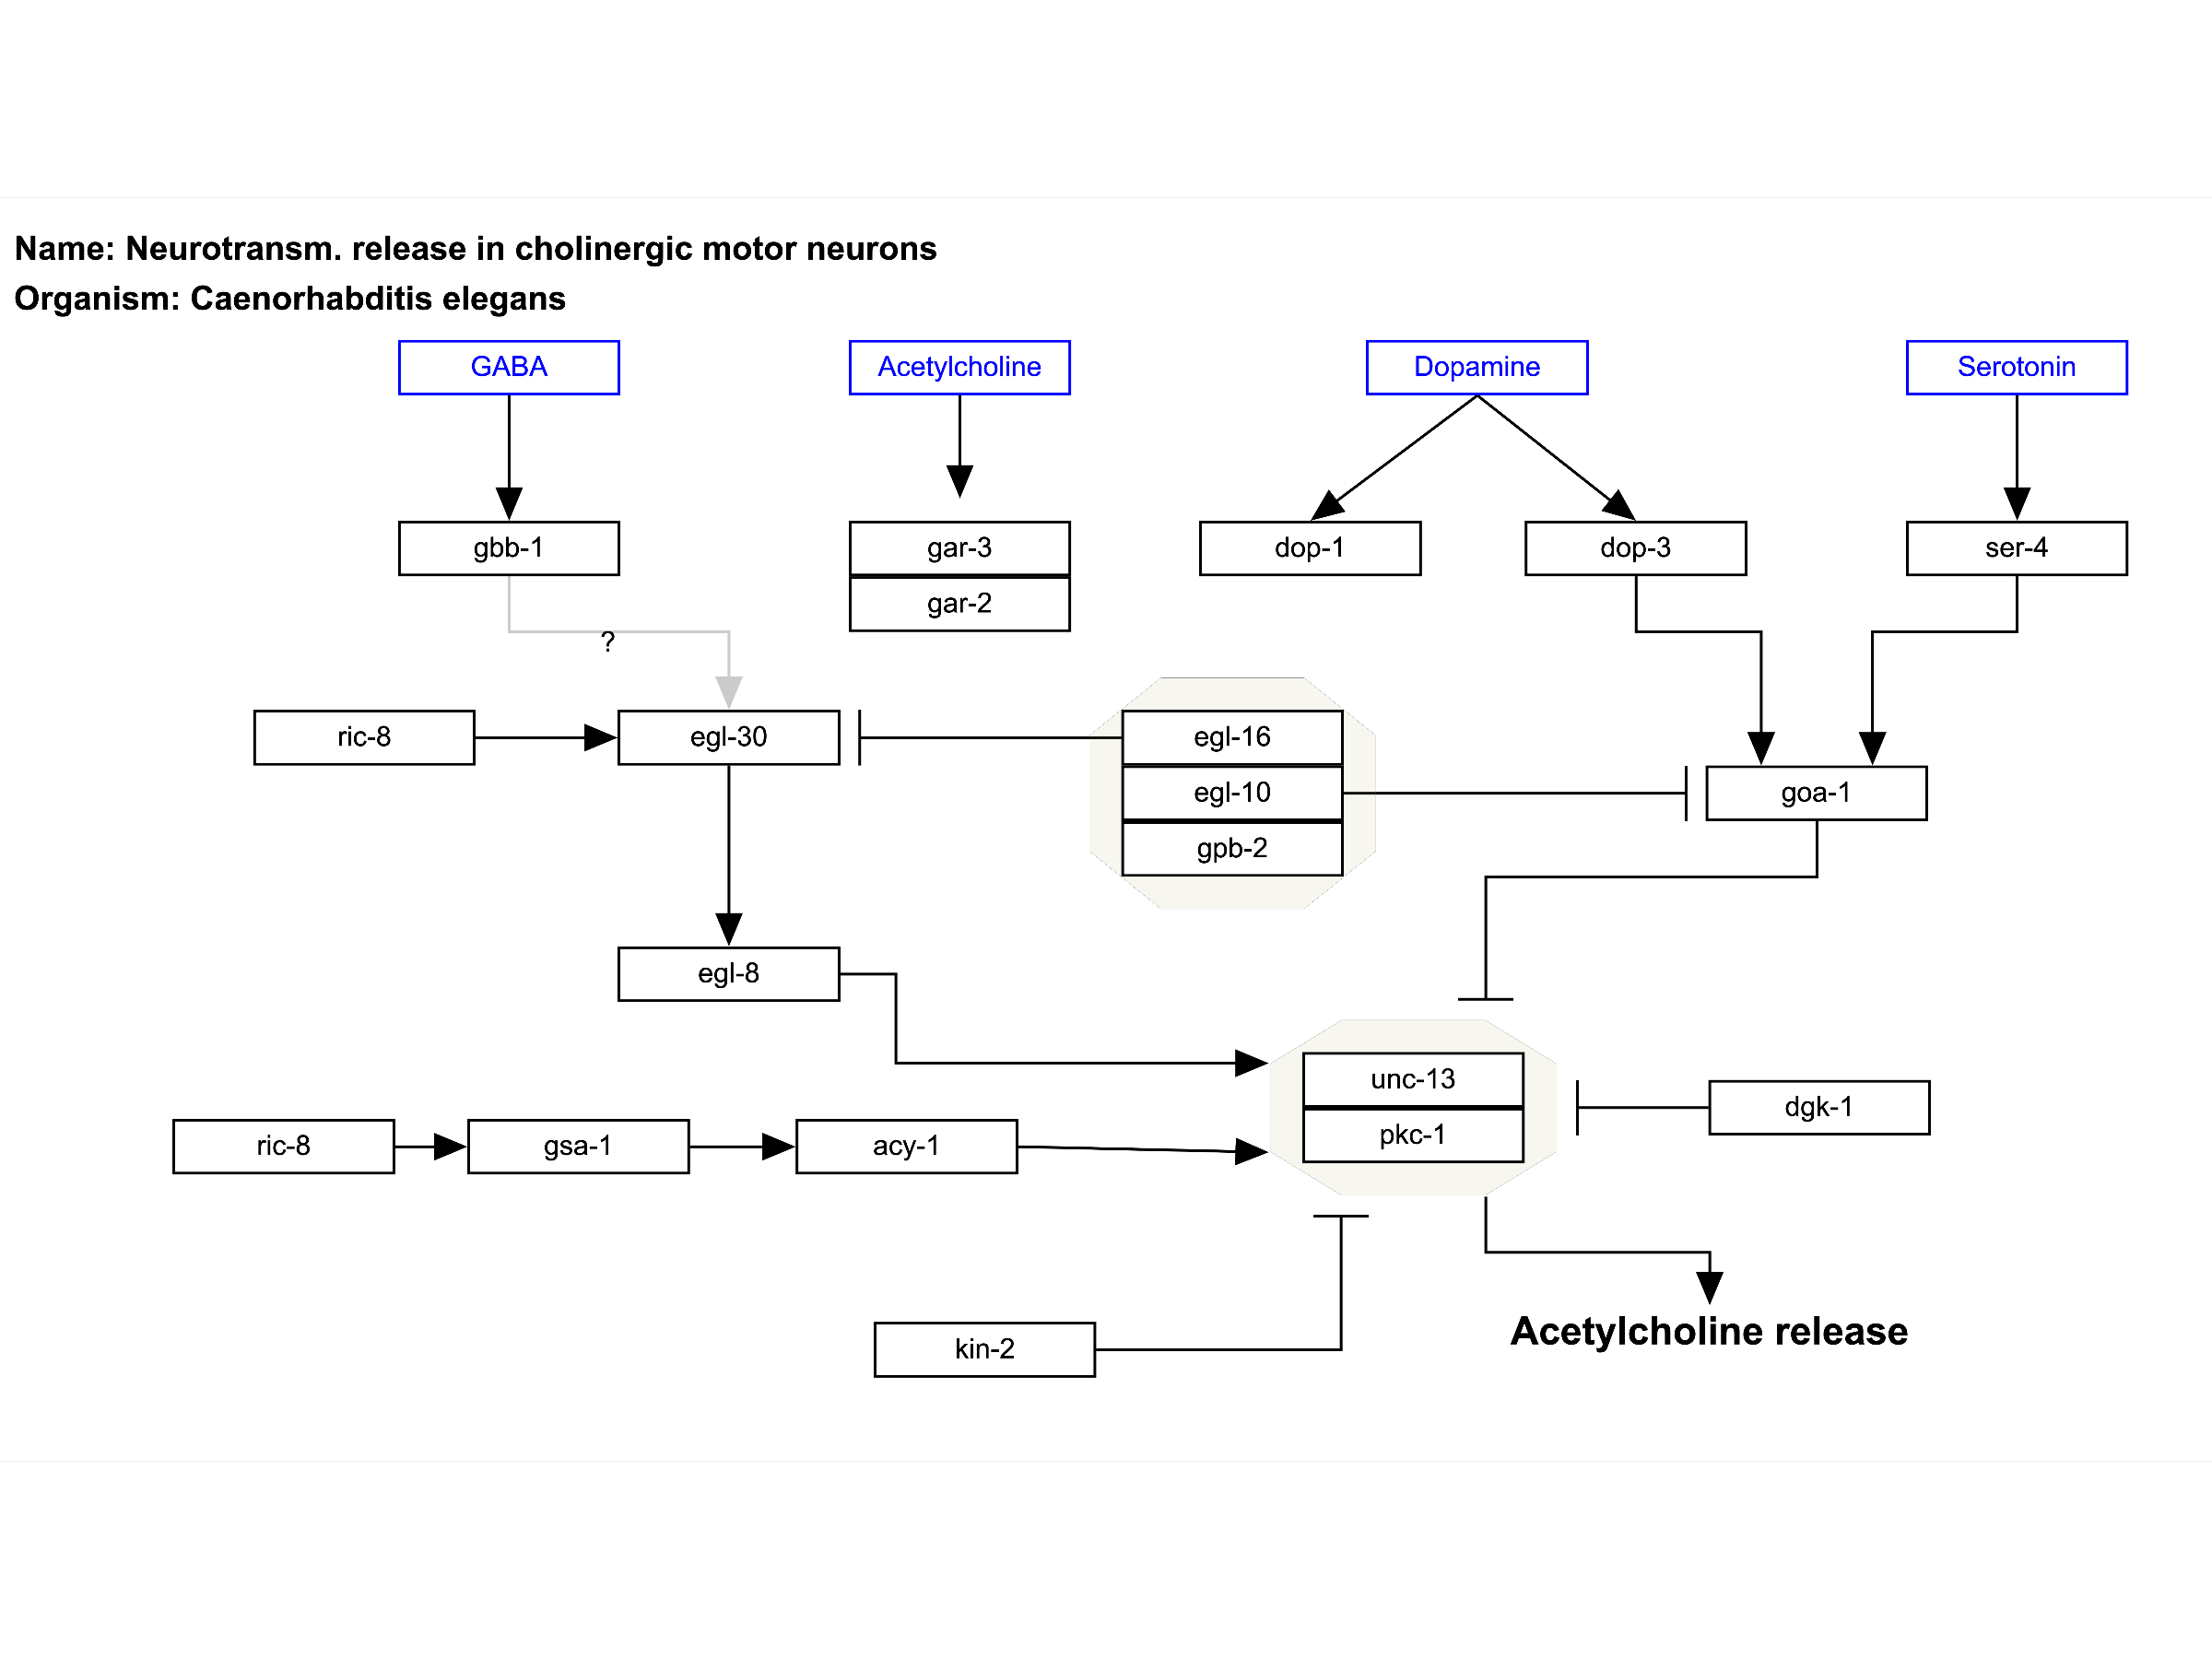 Name: Neurotransm. release in cholinergic motor neurons
Organism: Caenorhabditis elegans
GABA
Acetylcholine
Dopamine
Serotonin
gbb-1
gar-3
gar-2
dop-1
dop-3
ser-4
?
ric-8
egl-30
egl-16
egl-10
gpb-2
goa-1
egl-8
unc-13
pkc-1
dgk-1
ric-8
gsa-1
acy-1
kin-2
Acetylcholine release